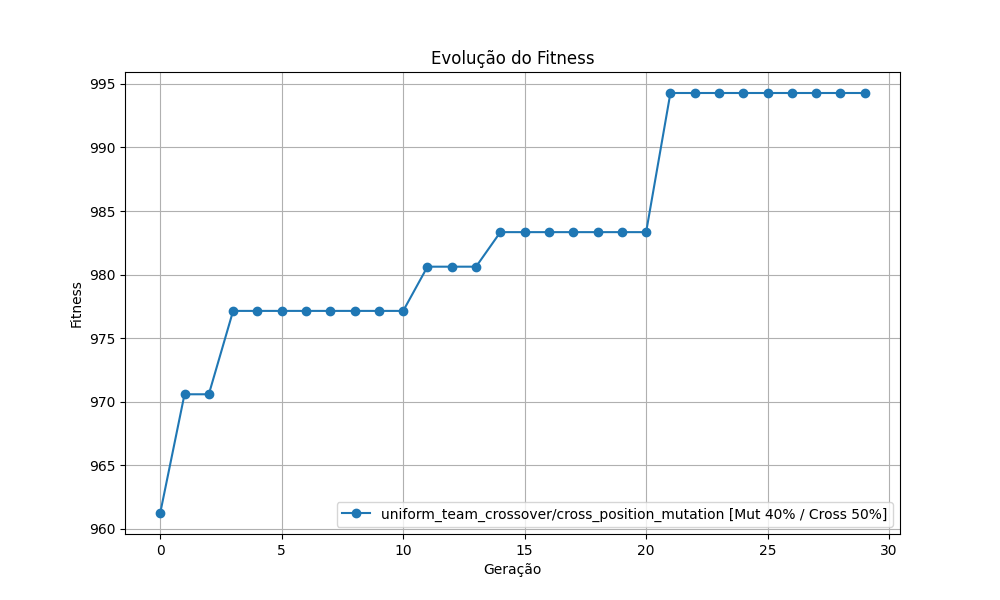 Evolução do Fitness
995
990
985
980
975
970
965
960
Fitness
uniform_team_crossover/cross_position_mutation [Mut 40% / Cross 50%]
0 5 10 15 20 25 30
Geração